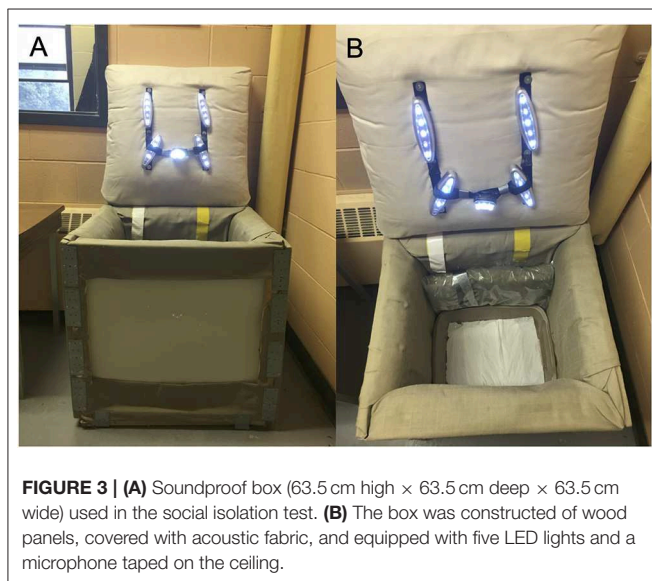 A
B
FIGURE 3 | (A) Soundproof box (63.5 cm high × 63.5 cm deep × 63.5 cm
wide) used in the social isolation test. (B) The box was constructed of wood
panels, covered with acoustic fabric, and equipped with five LED lights and a
microphone taped on the ceiling.